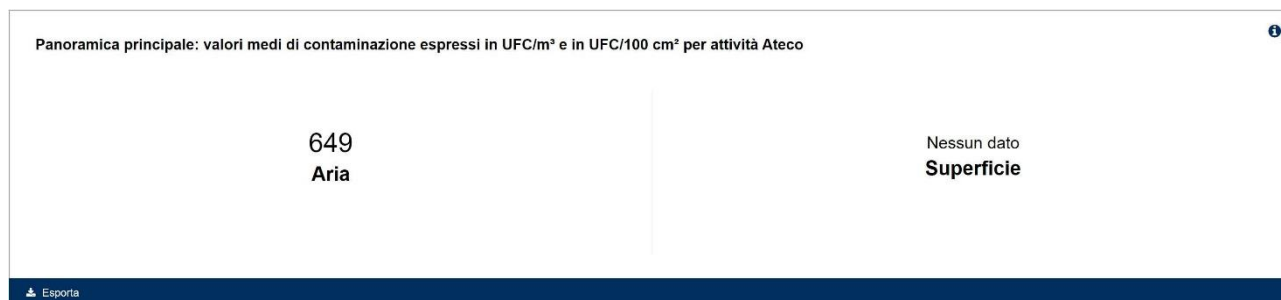 Panoramica principale: valori medi di contaminazione espressi in UFC/m³ e in UFC/100 cm² per attività Ateco
649
Aria
Nessun dato
Superficie
Esporta